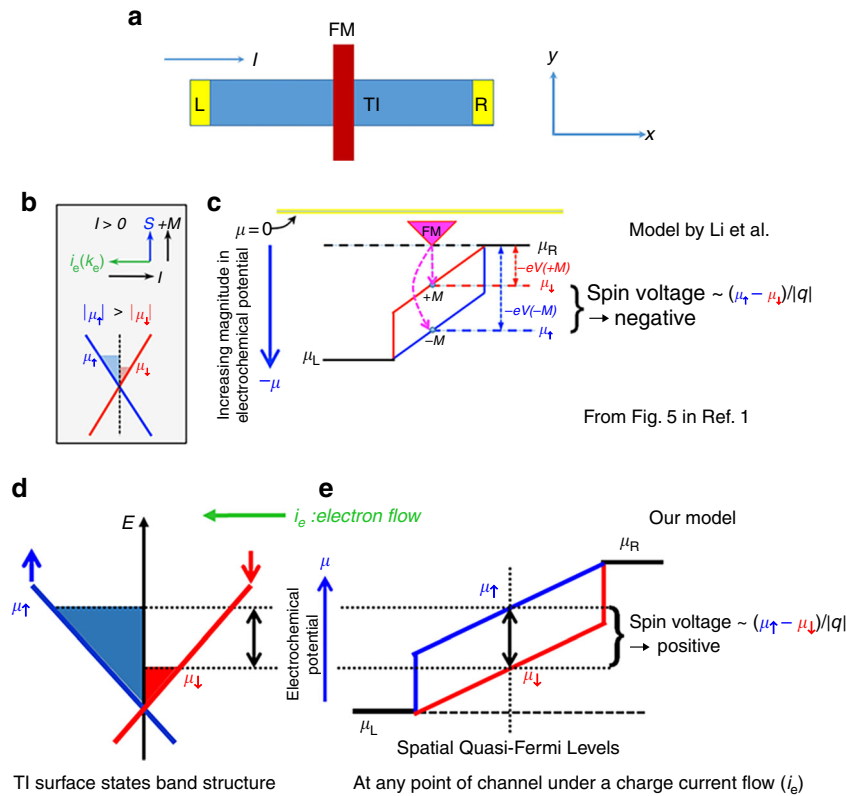 a
FM
I
L
TI
R
y
x
b
I > 0
S +M
i_e(k_e)
I
|μ↑| > |μ↓|
μ↑
μ↓
c
μ = 0
FM
Model by Li et al.
μ_R
−eV(+M)
+M
μ↓
−eV(−M)
Spin voltage ~ (μ↑ − μ↓)/|q|
→ negative
−M
μ↑
μ_L
Increasing magnitude in
electrochemical potential
−μ
From Fig. 5 in Ref. 1
d
E
i_e :electron flow
μ↑
μ↓
TI surface states band structure
e
Our model
μ
Electrochemical
potential
μ_R
μ↑
Spin voltage ~ (μ↑ − μ↓)/|q|
→ positive
μ↓
μ_L
Spatial Quasi-Fermi Levels
At any point of channel under a charge current flow (i_e)